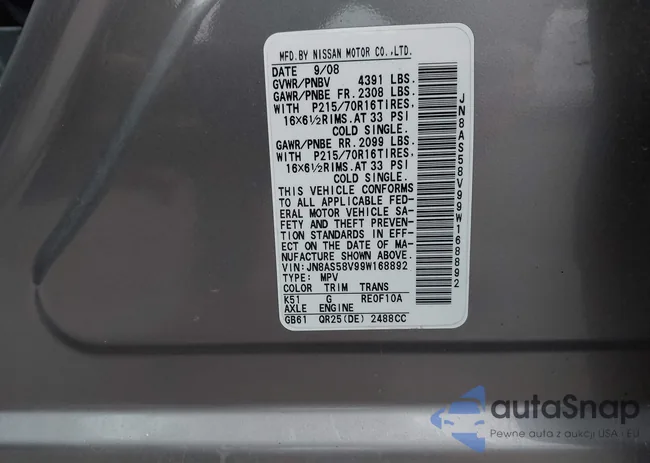 MFD.BY NISSAN MOTOR CO.,LTD.
DATE 9/08
GVWR/PNBV 4391 LBS.
GAWR/PNBE FR.2308 LBS.
WITH P215/70R16TIRES,
16X6½RIMS,AT 33 PSI
COLD SINGLE.
GAWR/PNBE RR.2099 LBS.
WITH P215/70R16TIRES,
16X6½RIMS,AT 33 PSI
COLD SINGLE.
THIS VEHICLE CONFORMS
TO ALL APPLICABLE FED-
ERAL MOTOR VEHICLE SA-
FETY AND THEFT PREVEN-
TION STANDARDS IN EFF-
ECT ON THE DATE OF MA-
NUFACTURE SHOWN ABOVE.
VIN:JN8AS58V99W168892
TYPE: MPV
COLOR TRIM TRANS
K51 G RE0F10A
AXLE ENGINE
GB61 QR25(DE) 2488CC
JN8AS58V99W168892
autaSnap
Pewne auta z aukcji USA - EU